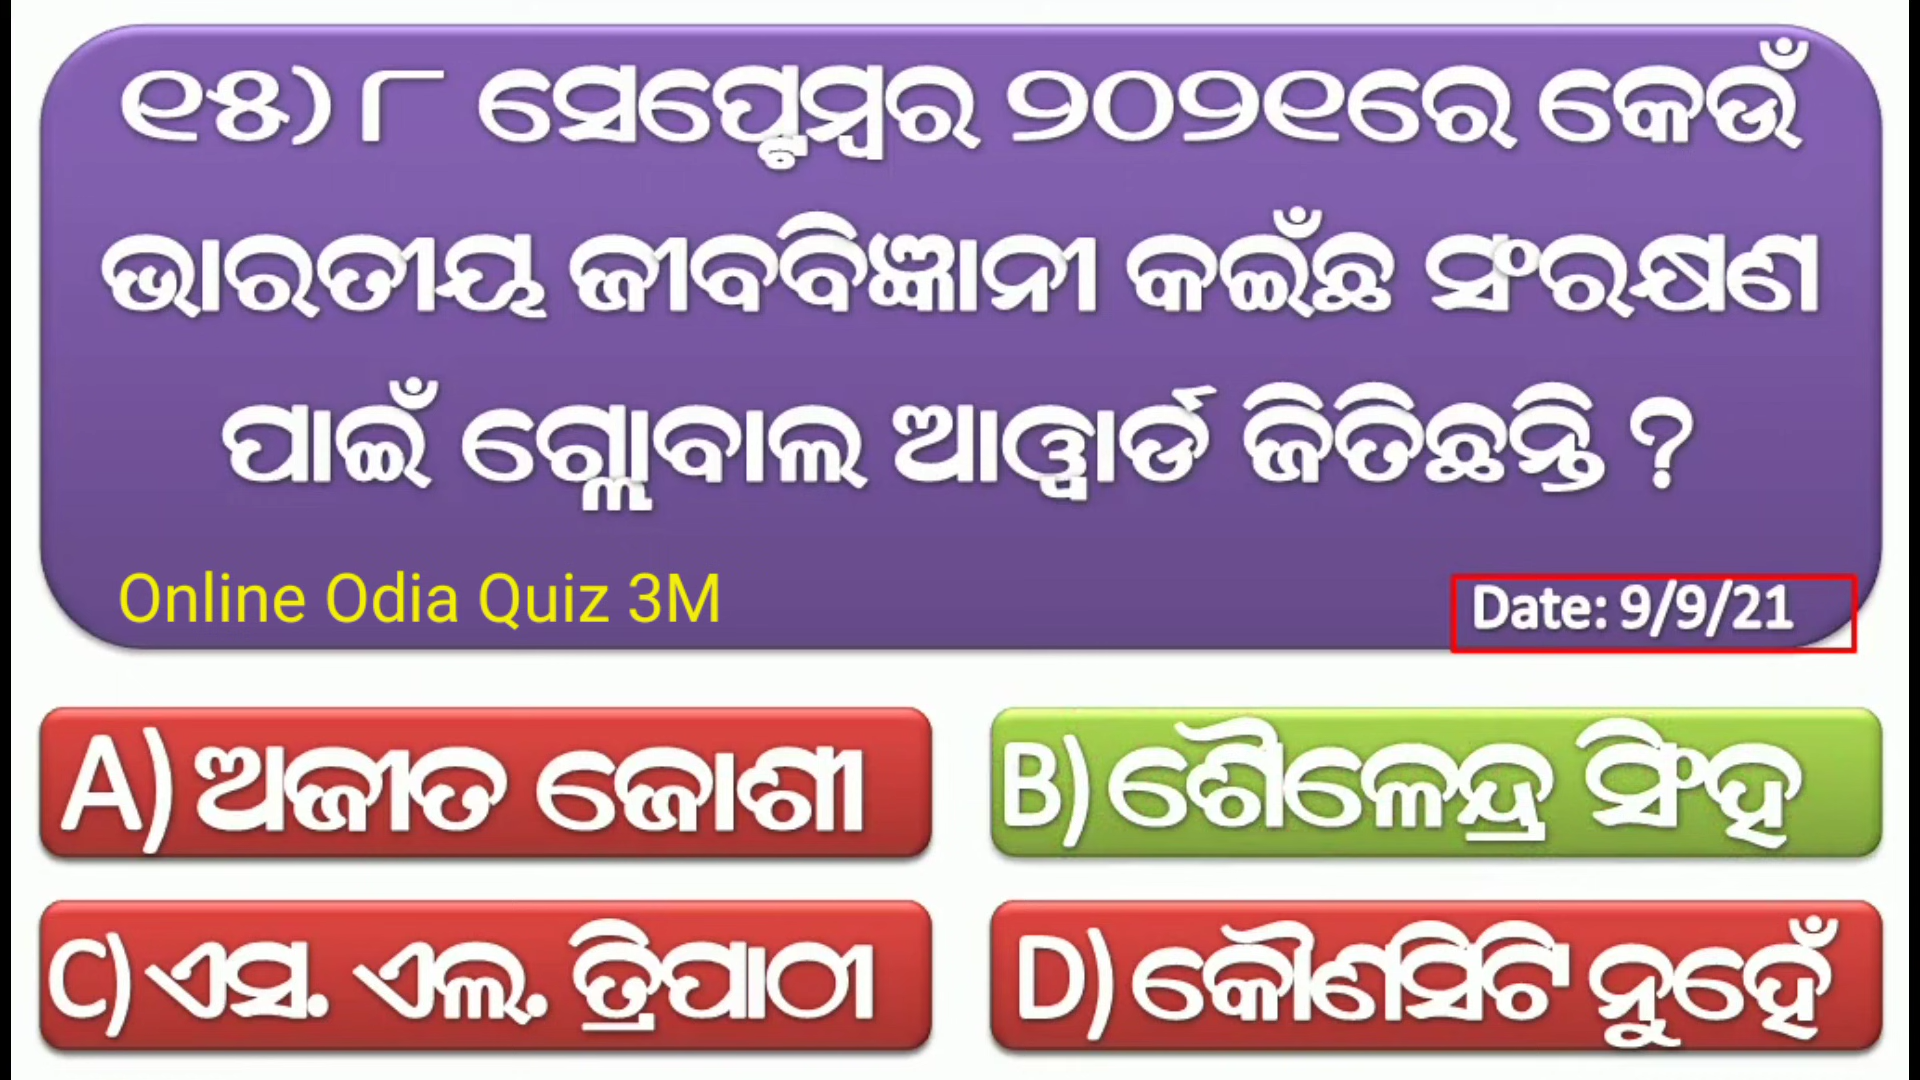 ୧୫) ୮ ସେପ୍ଟେମ୍ବର ୨୦୨୧ରେ କେଉଁ
ଭାରତୀୟ ଜୀବବିଜ୍ଞାନୀ କଇଁଛ ସଂରକ୍ଷଣ
ପାଇଁ ଗ୍ଲୋବାଲ ଆୱାର୍ଡ ଜିତିଛନ୍ତି ?
Online Odia Quiz 3M
Date: 9/9/21
A) ଅଜୀତ ଜୋଶୀ
B) ଶୈଳେନ୍ଦ୍ର ସିଂହ
C) ଏସ. ଏଲ. ତ୍ରିପାଠୀ
D) କୌଣସିଟି ନୁହେଁ